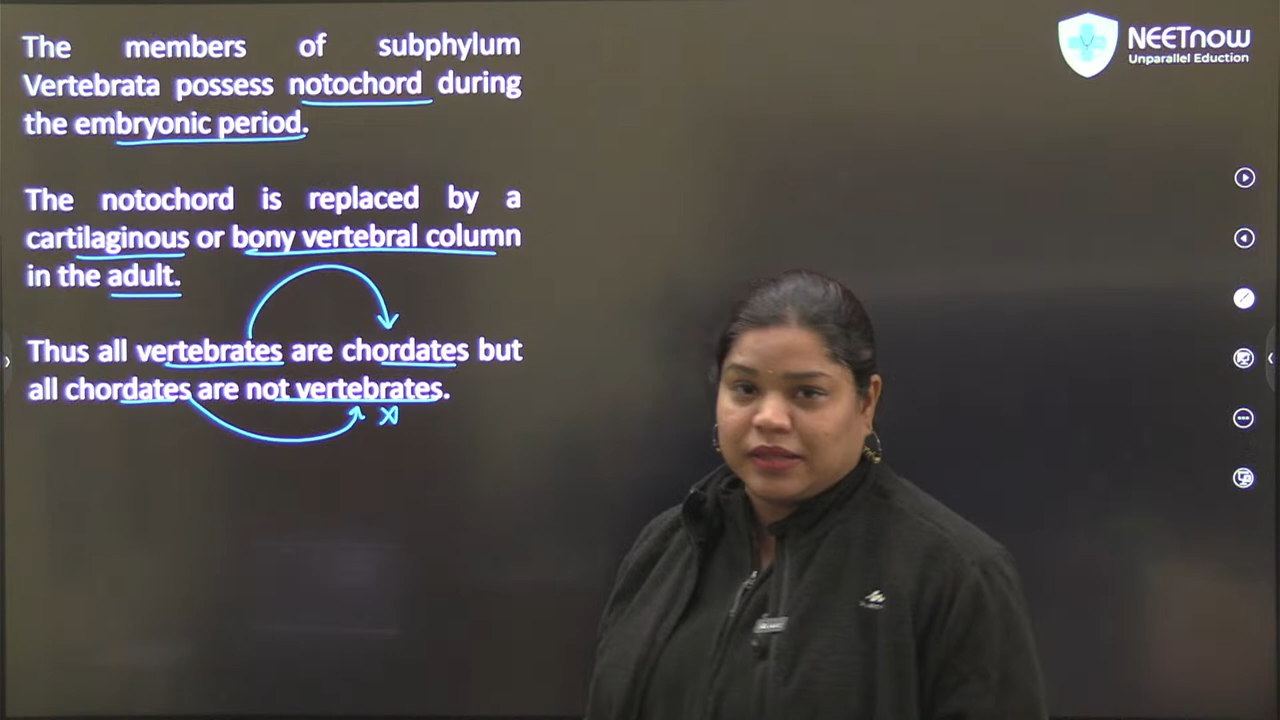 The members of subphylum
Vertebrata possess notochord during
the embryonic period.
The notochord is replaced by a
cartilaginous or bony vertebral column
in the adult.
Thus all vertebrates are chordates but
all chordates are not vertebrates.
NEETnow
Unparallel Eduction